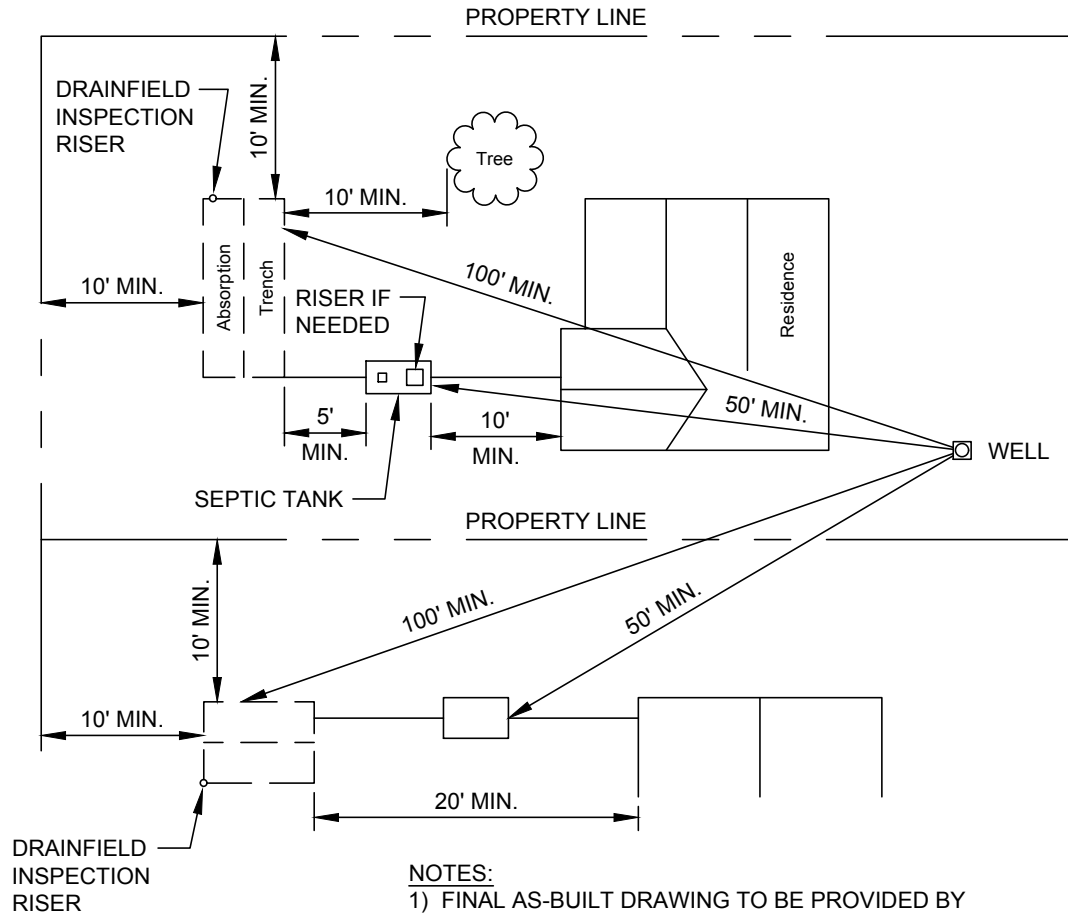 PROPERTY LINE
DRAINFIELD
INSPECTION
RISER
10' MIN.
Tree
10' MIN.
10' MIN.
Absorption
Trench
RISER IF
NEEDED
100' MIN.
Residence
50' MIN.
5'
MIN.
10'
MIN.
WELL
SEPTIC TANK
PROPERTY LINE
10' MIN.
100' MIN.
50' MIN.
10' MIN.
20' MIN.
DRAINFIELD
INSPECTION
RISER
NOTES:
1) FINAL AS-BUILT DRAWING TO BE PROVIDED BY